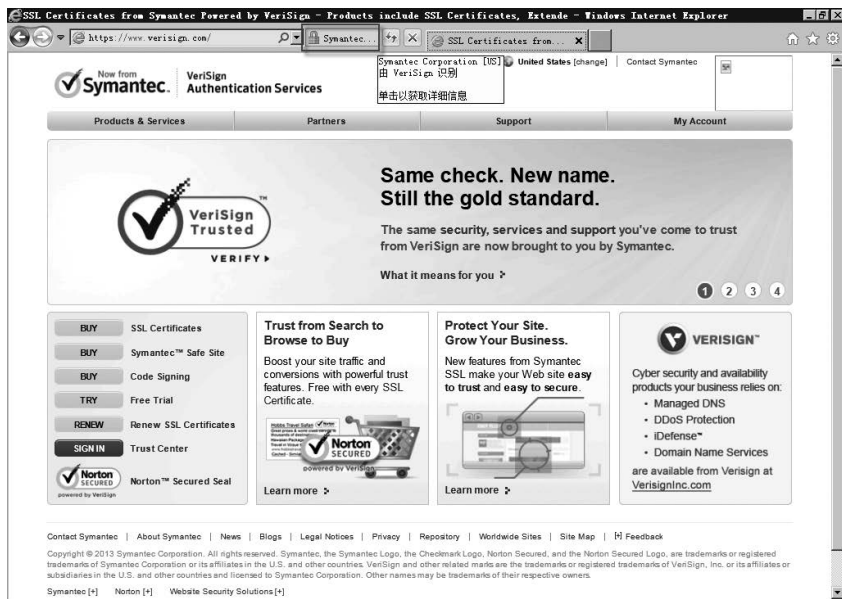 SSL Certificates from Symantec Powered by VeriSign - Products include SSL Certificates, Extende - Windows Internet Explorer
https://www.verisign.com/
Symantec...
SSL Certificates from...
Symantec Corporation [US]
由 VeriSign 识别
单击以获取详细信息
Now from
Symantec.
VeriSign
Authentication Services
United States [change] | Contact Symantec
Products & Services
Partners
Support
My Account
VeriSign
Trusted
TM
VERIFY
Same check. New name.
Still the gold standard.
The same security, services and support you've come to trust
from VeriSign are now brought to you by Symantec.
What it means for you
1 2 3 4
BUY SSL Certificates
BUY Symantec™ Safe Site
BUY Code Signing
TRY Free Trial
RENEW Renew SSL Certificates
SIGN IN Trust Center
Norton
SECURED
powered by VeriSign
Norton™ Secured Seal
Trust from Search to
Browse to Buy
Boost your site traffic and
conversions with powerful trust
features. Free with every SSL
Certificate.
Norton
SECURED
powered by VeriSign
Learn more
Protect Your Site.
Grow Your Business.
New features from Symantec
SSL make your Web site easy
to trust and easy to secure.
Learn more
VERISIGN™
Cyber security and availability
products your business relies on:
• Managed DNS
• DDoS Protection
• iDefense™
• Domain Name Services
are available from Verisign at
VerisignInc.com
Contact Symantec | About Symantec | News | Blogs | Legal Notices | Privacy | Repository | Worldwide Sites | Site Map | [+] Feedback
Copyright © 2013 Symantec Corporation. All rights reserved. Symantec, the Symantec Logo, the Checkmark Logo, Norton Secured, and the Norton Secured Logo, are trademarks or registered
trademarks of Symantec Corporation or its affiliates in the U.S. and other countries. VeriSign and other related marks are the trademarks or registered trademarks of VeriSign, Inc. or its affiliates or
subsidiaries in the U.S. and other countries and licensed to Symantec Corporation. Other names may be trademarks of their respective owners.
Symantec [+] Norton [+] Website Security Solutions [+]